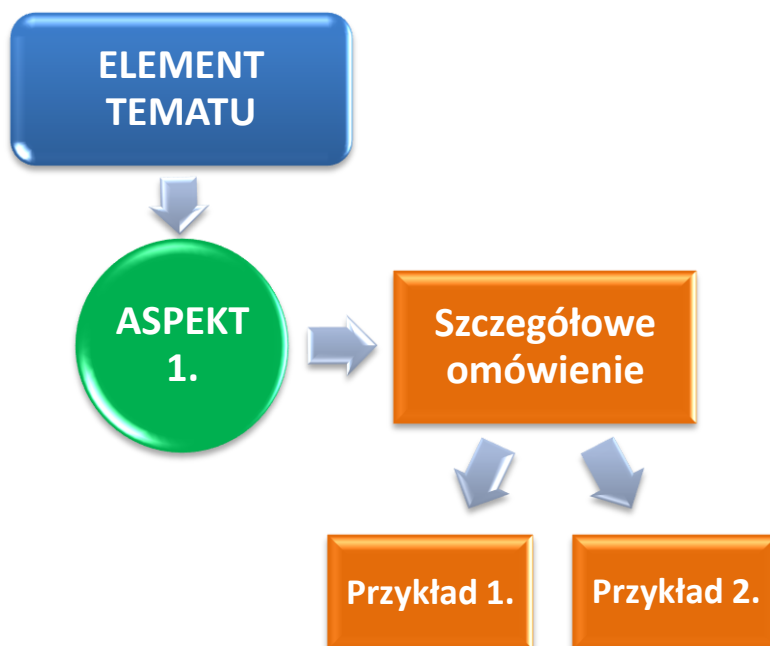 ELEMENT
TEMATU
ASPEKT
1.
Szczegółowe
omówienie
Przykład 1.
Przykład 2.